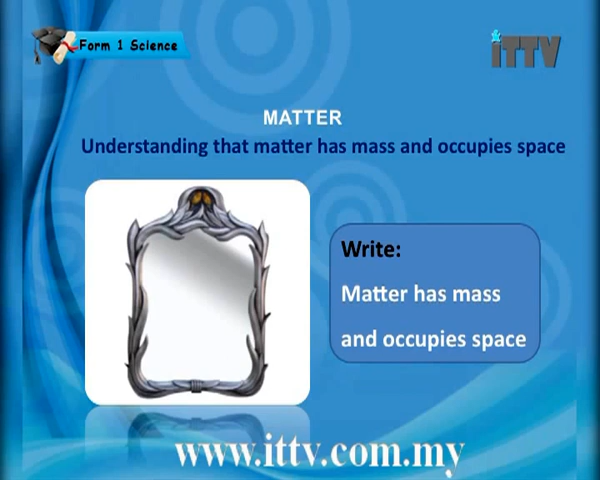 Form 1 Science
iTTV
MATTER
Understanding that matter has mass and occupies space
Write:
Matter has mass
and occupies space
www.ittv.com.my